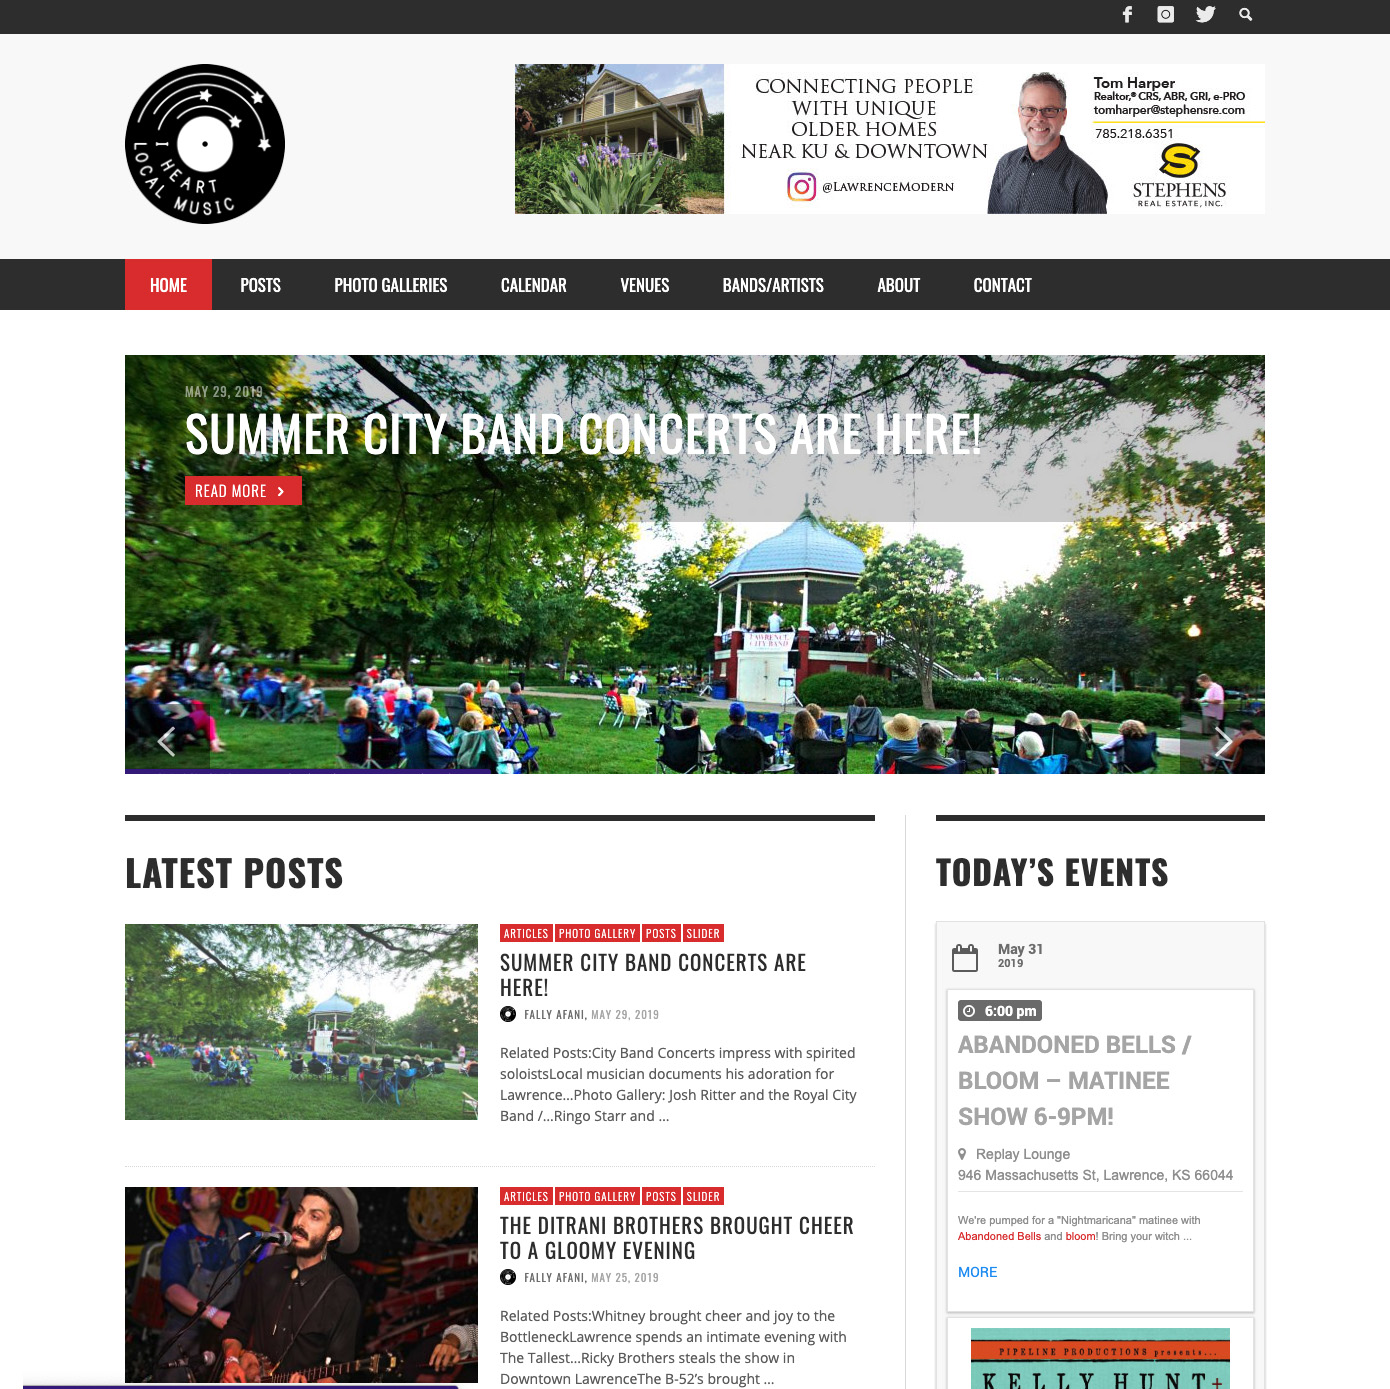 I HEART
LOCAL MUSIC
CONNECTING PEOPLE
WITH UNIQUE
OLDER HOMES
NEAR KU & DOWNTOWN
@LawrenceModern
Tom Harper
Realtor,® CRS, ABR, GRI, e-PRO
tomharper@stephensre.com
785.218.6351
S
STEPHENS
REAL ESTATE, INC.
HOME
POSTS
PHOTO GALLERIES
CALENDAR
VENUES
BANDS/ARTISTS
ABOUT
CONTACT
MAY 29, 2019
SUMMER CITY BAND CONCERTS ARE HERE!
READ MORE
LAWRENCE
CITY BAND
LATEST POSTS
ARTICLES PHOTO GALLERY POSTS SLIDER
SUMMER CITY BAND CONCERTS ARE
HERE!
FALLY AFANI, MAY 29, 2019
Related Posts:City Band Concerts impress with spirited
soloistsLocal musician documents his adoration for
Lawrence...Photo Gallery: Josh Ritter and the Royal City
Band /...Ringo Starr and ...
ARTICLES PHOTO GALLERY POSTS SLIDER
THE DITRANI BROTHERS BROUGHT CHEER
TO A GLOOMY EVENING
FALLY AFANI, MAY 25, 2019
Related Posts:Whitney brought cheer and joy to the
BottleneckLawrence spends an intimate evening with
The Tallest...Ricky Brothers steals the show in
Downtown LawrenceThe B-52’s brought ...
TODAY’S EVENTS
May 31
2019
6:00 pm
ABANDONED BELLS /
BLOOM – MATINEE
SHOW 6-9PM!
Replay Lounge
946 Massachusetts St, Lawrence, KS 66044
We're pumped for a "Nightmaricana" matinee with
Abandoned Bells and bloom! Bring your witch ...
MORE
PIPELINE PRODUCTIONS presents...
KELLY HUNT+